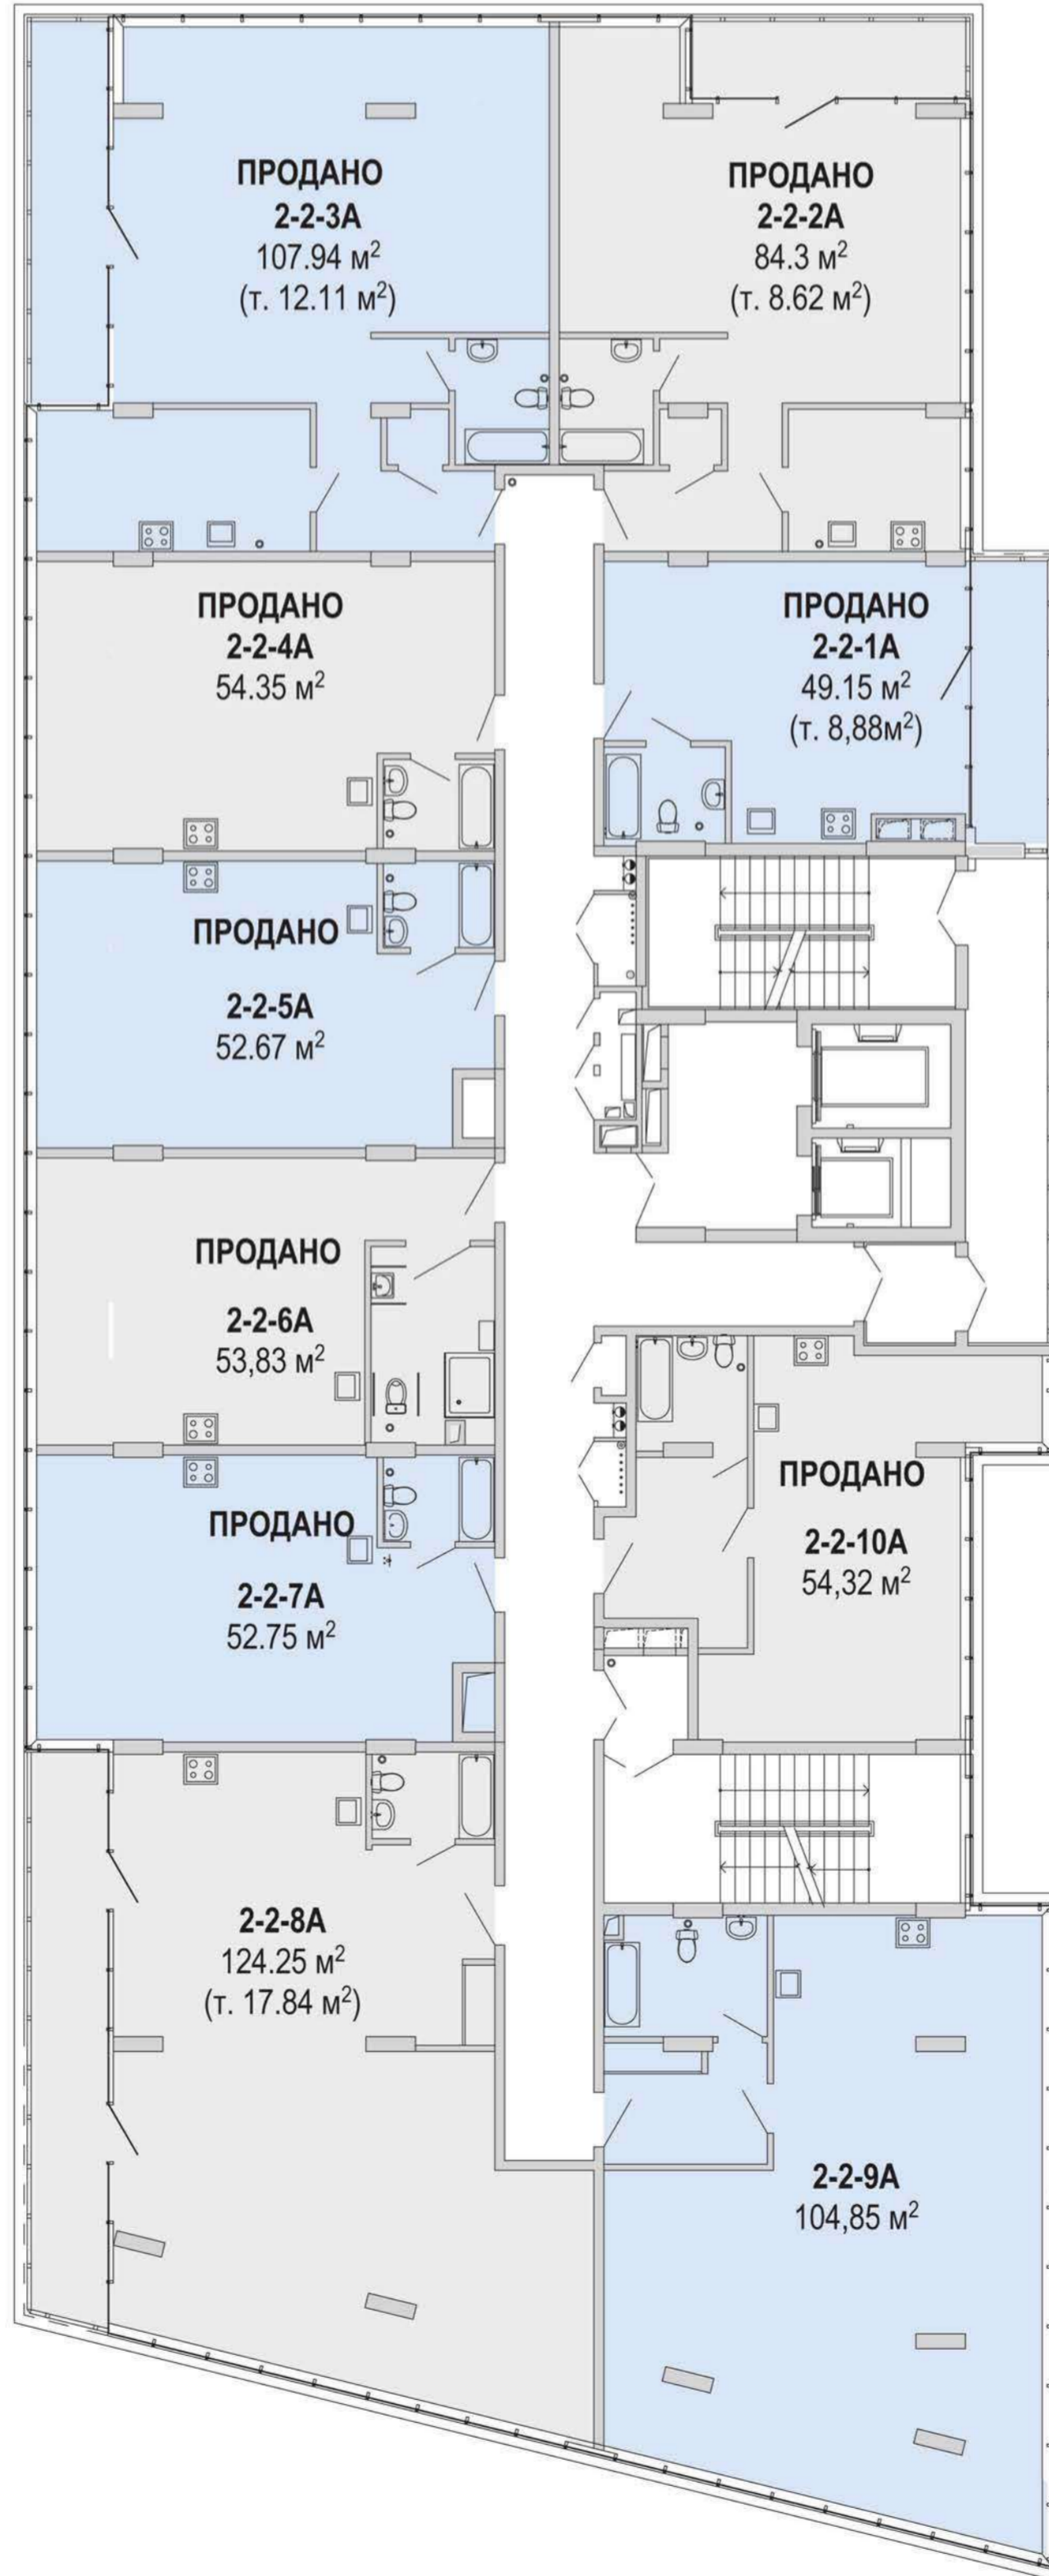 ПРОДАНО
2-2-3А
107.94 м²
(т. 12.11 м²)
ПРОДАНО
2-2-2А
84.3 м²
(т. 8.62 м²)
ПРОДАНО
2-2-4А
54.35 м²
ПРОДАНО
2-2-1А
49.15 м²
(т. 8,88м²)
ПРОДАНО
2-2-5А
52.67 м²
ПРОДАНО
2-2-6А
53,83 м²
ПРОДАНО
2-2-10А
54,32 м²
ПРОДАНО
2-2-7А
52.75 м²
2-2-8А
124.25 м²
(т. 17.84 м²)
2-2-9А
104,85 м²